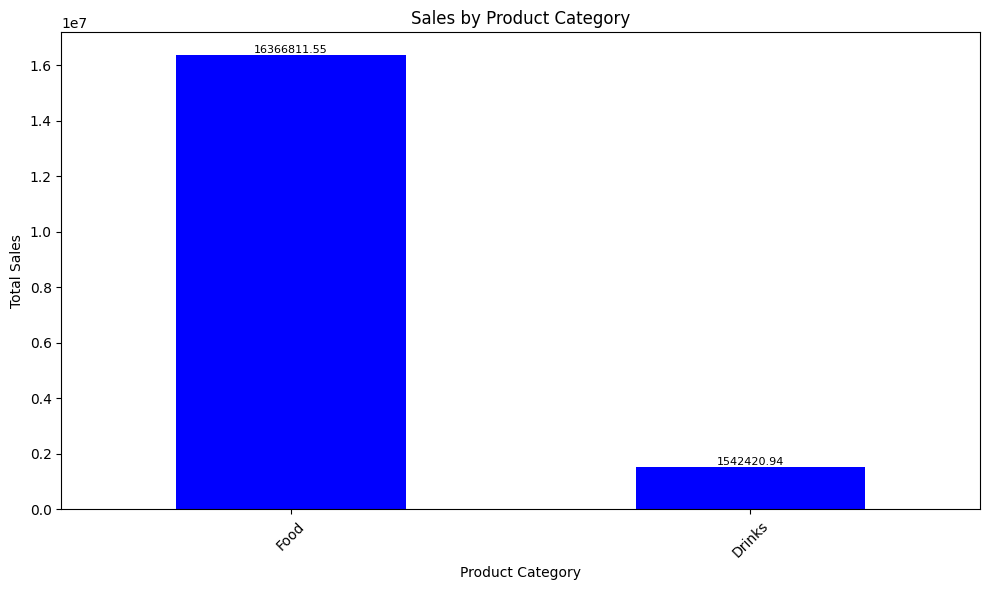 Sales by Product Category
1e7
16366811.55
1.6
1.4
1.2
1.0
0.8
0.6
0.4
0.2
0.0
1542420.94
Total Sales
Food
Drinks
Product Category